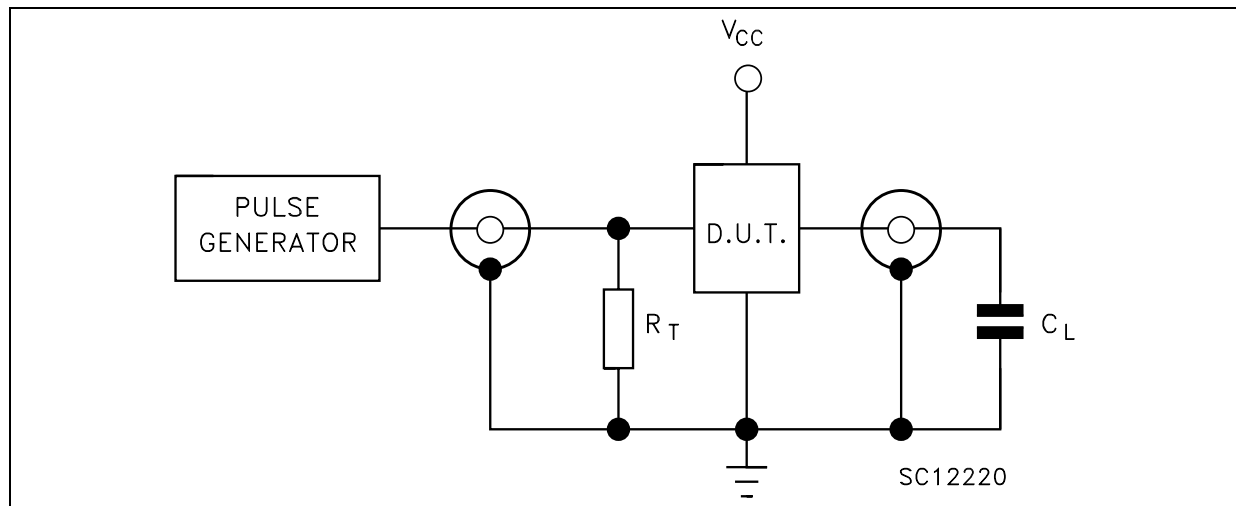 VCC
PULSE
GENERATOR
D.U.T.
RT
CL
SC12220